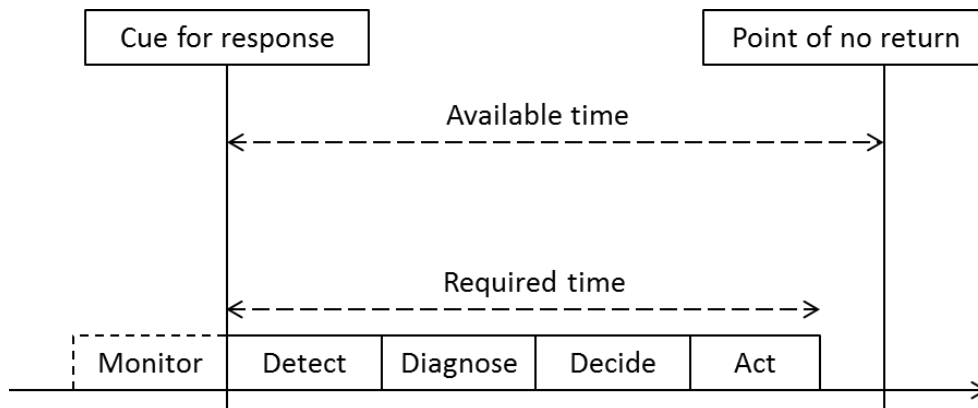 Cue for response
Point of no return
Available time
Required time
Monitor
Detect
Diagnose
Decide
Act